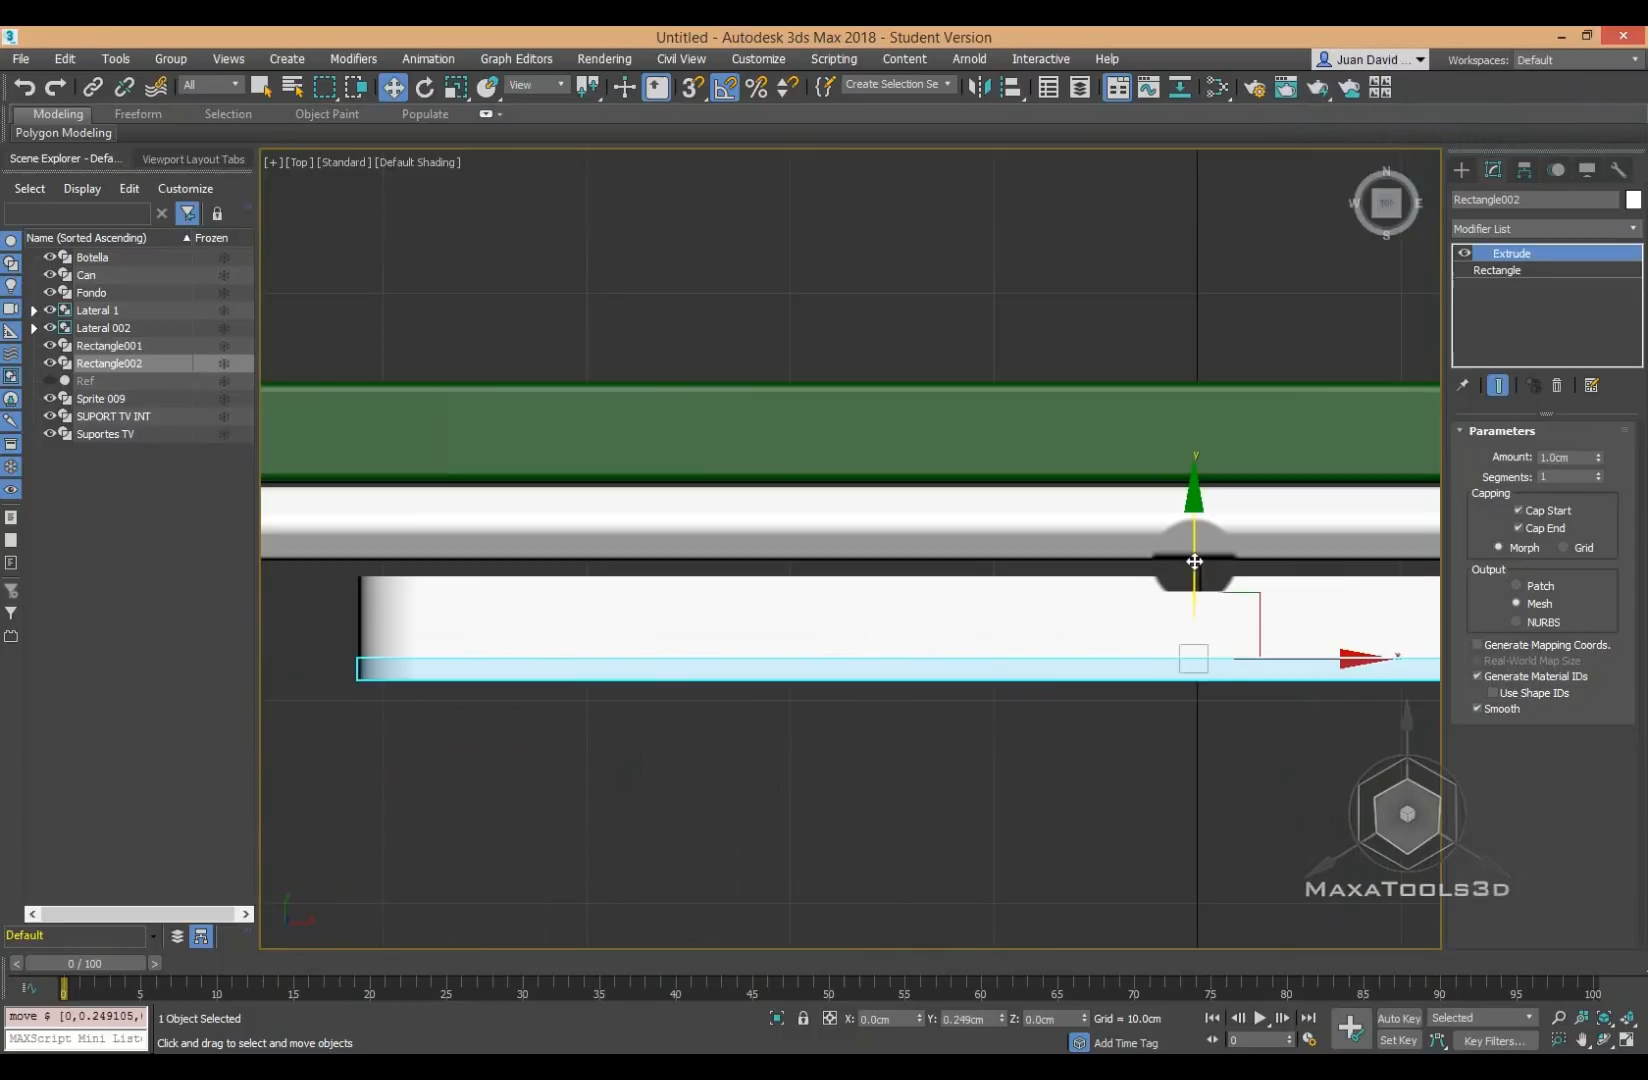 Untitled - Autodesk 3ds Max 2018 - Student Version
File Edit Tools Group Views Create Modifiers Animation Graph Editors Rendering Civil View Customize Scripting Content Arnold Interactive Help Juan David ... Workspaces: Default
All View Create Selection Se
Modeling Freeform Selection Object Paint Populate
Polygon Modeling
Scene Explorer - Defa... Viewport Layout Tabs
[+] [Top] [Standard] [Default Shading]
Select Display Edit Customize
Name (Sorted Ascending) Frozen
Botella
Can
Fondo
Lateral 1
Lateral 002
Rectangle001
Rectangle002
Ref
Sprite 009
SUPORT TV INT
Suportes TV
N
W TOP E
S
y
x
Rectangle002
Modifier List
Extrude
Rectangle
Parameters
Amount: 1.0cm
Segments: 1
Capping
Cap Start
Cap End
Morph Grid
Output
Patch
Mesh
NURBS
Generate Mapping Coords.
Real-World Map Size
Generate Material IDs
Use Shape IDs
Smooth
MAXATOOLS3D
Default
0 / 100
0 5 10 15 20 25 30 35 40 45 50 55 60 65 70 75 80 85 90 95 100
move $ [0,0.249105,
1 Object Selected
X: 0.0cm Y: 0.249cm Z: 0.0cm Grid = 10.0cm
Auto Key Selected
MAXScript Mini List
Click and drag to select and move objects
Add Time Tag
0
Set Key Key Filters...